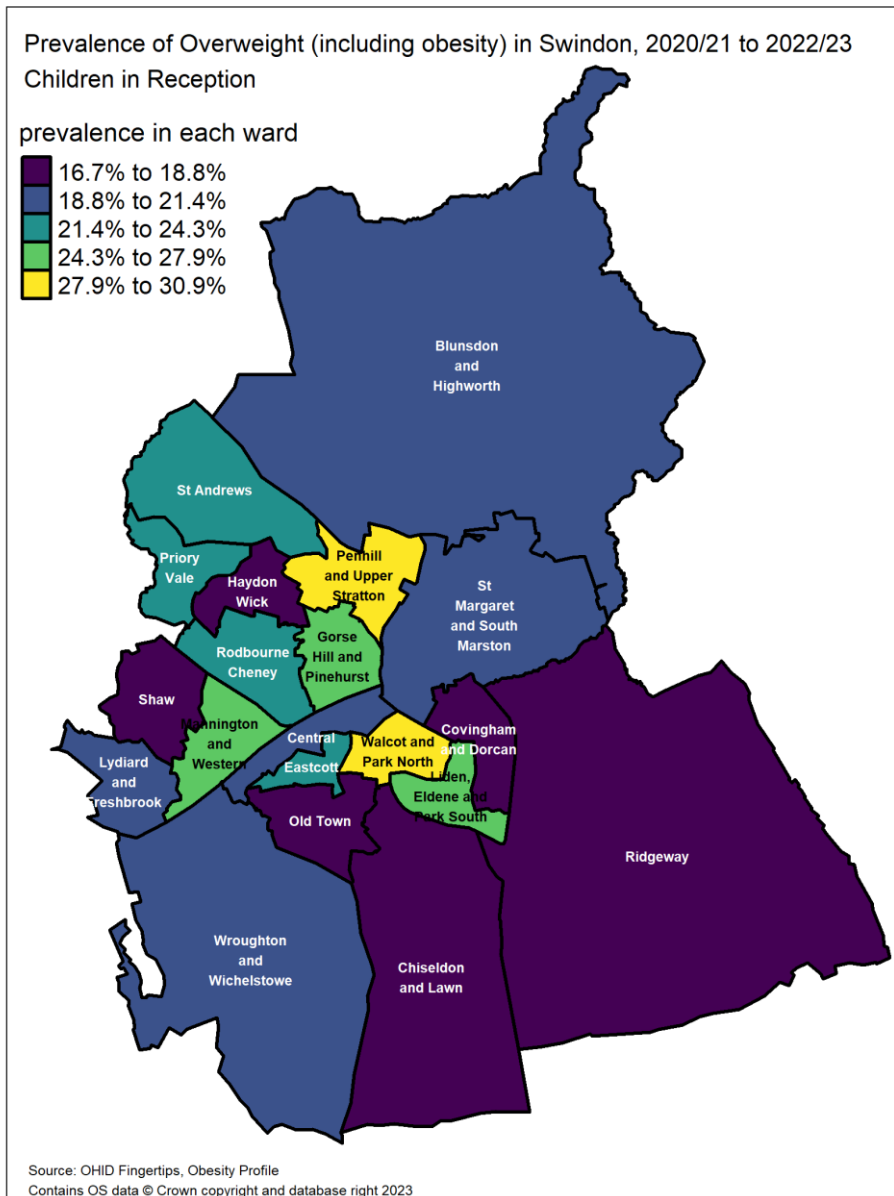 Prevalence of Overweight (including obesity) in Swindon, 2020/21 to 2022/23
Children in Reception
prevalence in each ward
16.7% to 18.8%
18.8% to 21.4%
21.4% to 24.3%
24.3% to 27.9%
27.9% to 30.9%
Blunsdon
and
Highworth
St Andrews
Priory
Vale
Haydon
Wick
Penhill
and Upper
Stratton
St
Margaret
and South
Marston
Gorse
Hill and
Pinehurst
Rodbourne
Cheney
Shaw
Mannington
and
Western
Central
Eastcott
Walcot and
Park North
Covingham
and Dorcan
Lydiard
and
Freshbrook
Liden,
Eldene and
Park South
Old Town
Ridgeway
Wroughton
and
Wichelstowe
Chiseldon
and Lawn
Source: OHID Fingertips, Obesity Profile
Contains OS data © Crown copyright and database right 2023